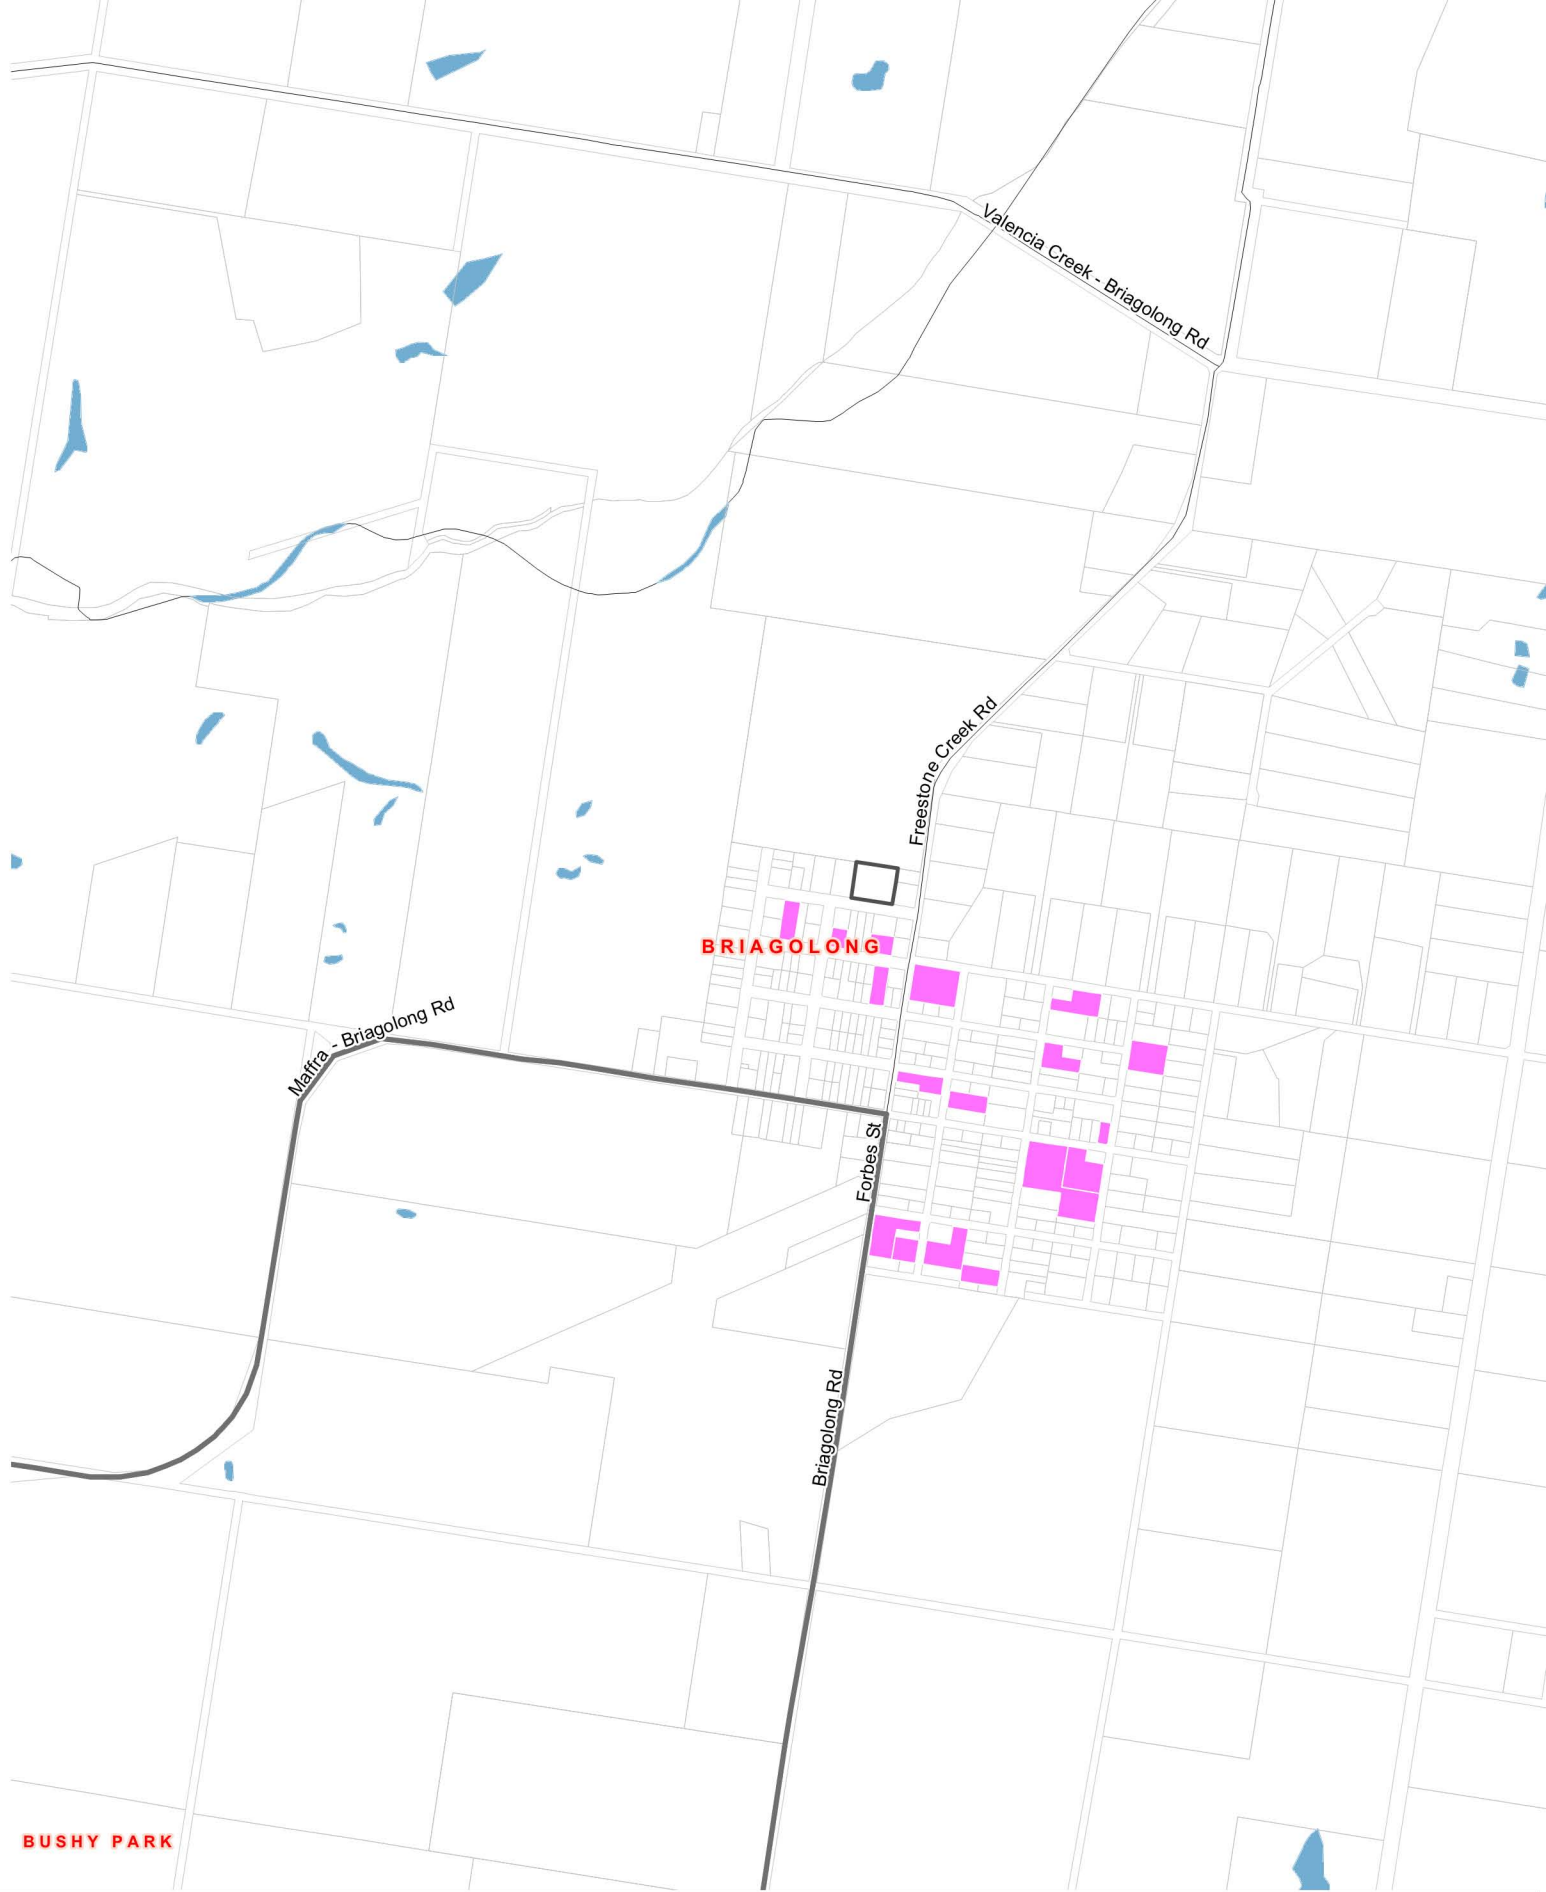 Valencia Creek - Briagolong Rd
Freestone Creek Rd
BRIAGOLONG
Maffra - Briagolong Rd
Forbes St
Briagolong Rd
BUSHY PARK